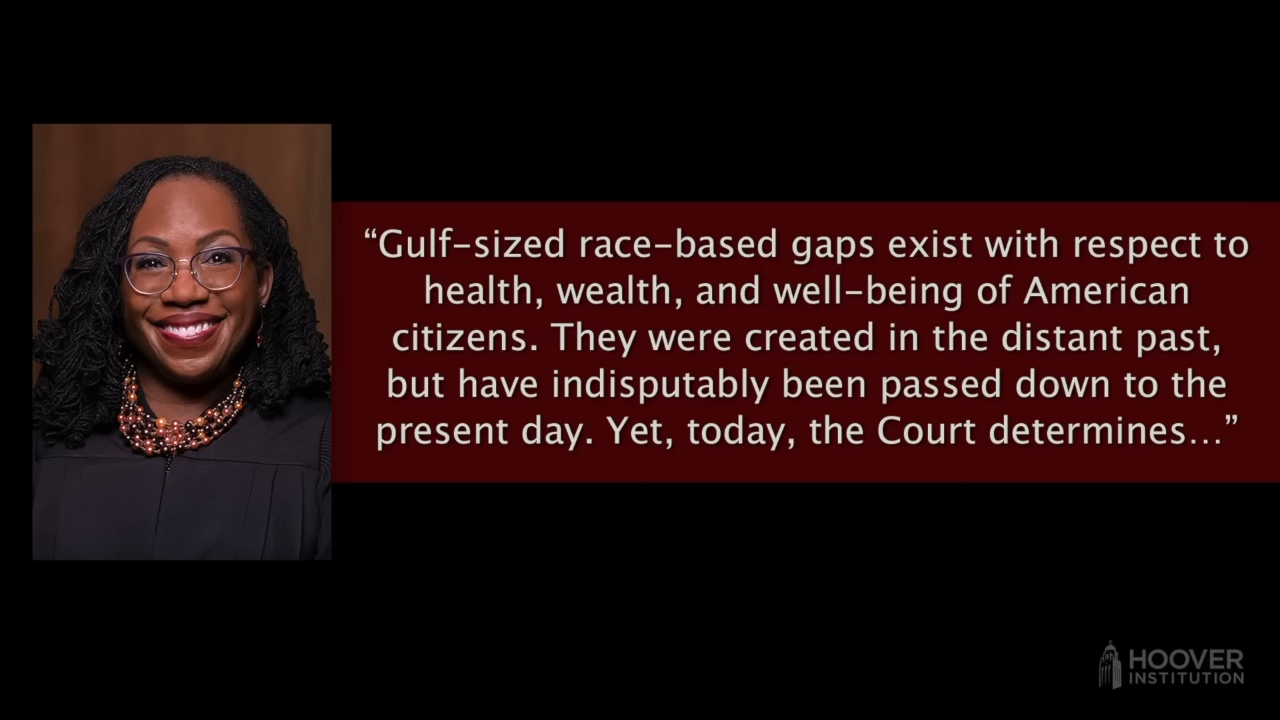 “Gulf-sized race-based gaps exist with respect to
health, wealth, and well-being of American
citizens. They were created in the distant past,
but have indisputably been passed down to the
present day. Yet, today, the Court determines...”
HOOVER
INSTITUTION